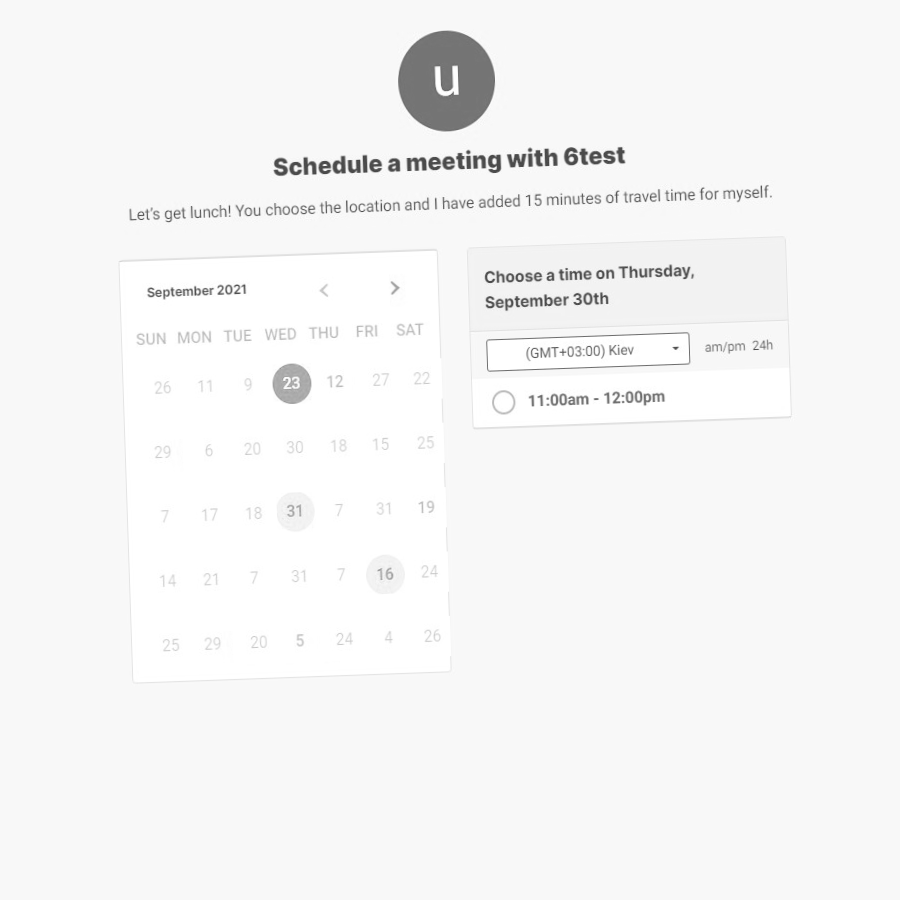 u
Schedule a meeting with 6test
Let's get lunch! You choose the location and I have added 15 minutes of travel time for myself.
September 2021
SUN MON TUE WED THU FRI SAT
26 11 9 23 12 27 22
29 6 20 30 18 15 25
7 17 18 31 7 31 19
14 21 7 31 7 16 24
25 29 20 5 24 4 26
Choose a time on Thursday,
September 30th
(GMT+03:00) Kiev am/pm 24h
11:00am - 12:00pm